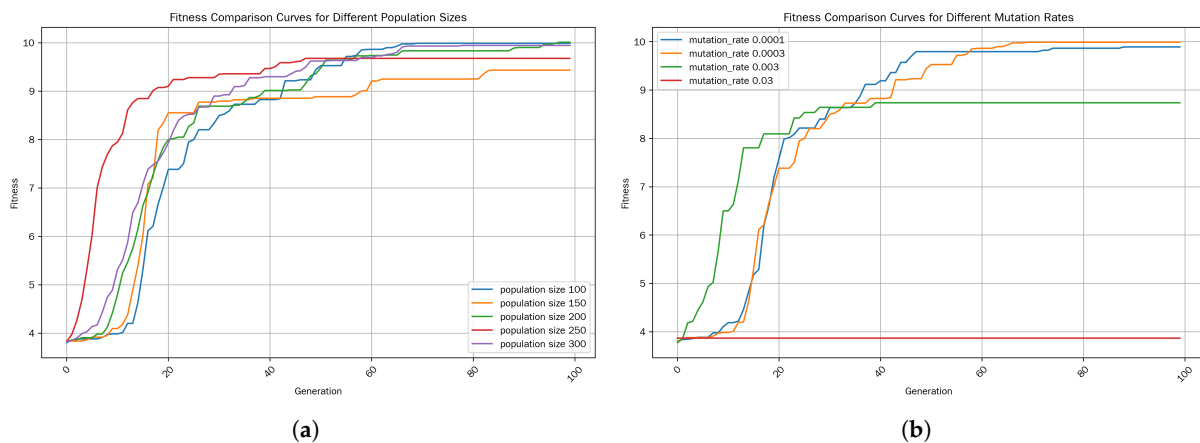 Fitness Comparison Curves for Different Population Sizes
Fitness
10
9
8
7
6
5
4
0
20
40
60
80
100
Generation
population size 100
population size 150
population size 200
population size 250
population size 300
(a)
Fitness Comparison Curves for Different Mutation Rates
mutation_rate 0.0001
mutation_rate 0.0003
mutation_rate 0.003
mutation_rate 0.03
Fitness
10
9
8
7
6
5
4
0
20
40
60
80
100
Generation
(b)